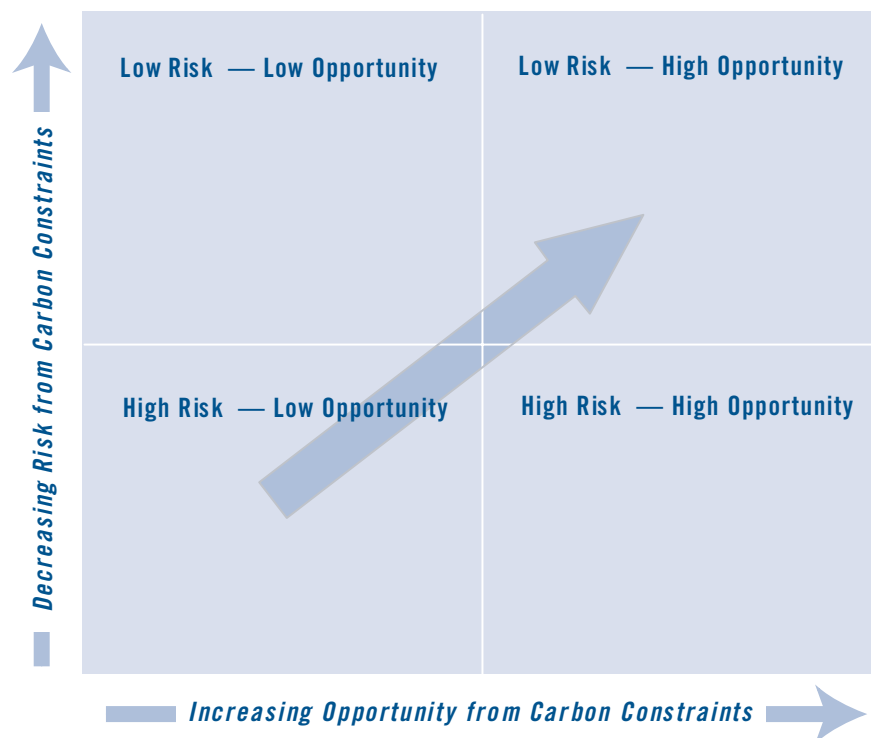 Low Risk — Low Opportunity
Low Risk — High Opportunity
Decreasing Risk from Carbon Constraints
High Risk — Low Opportunity
High Risk — High Opportunity
Increasing Opportunity from Carbon Constraints